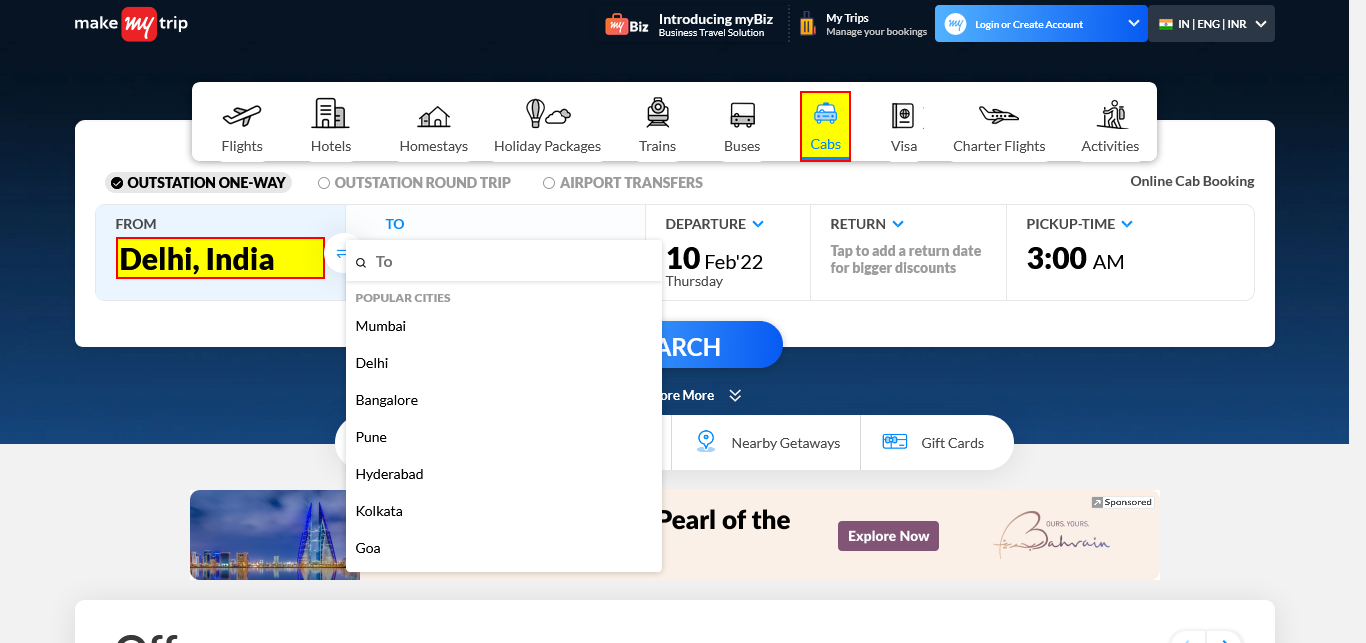 make my trip
my Biz
Introducing myBiz
Business Travel Solution
My Trips
Manage your bookings
my
Login or Create Account
IN | ENG | INR
Flights
Hotels
Homestays
Holiday Packages
Trains
Buses
Cabs
Visa
Charter Flights
Activities
OUTSTATION ONE-WAY
OUTSTATION ROUND TRIP
AIRPORT TRANSFERS
Online Cab Booking
FROM
Delhi, India
TO
DEPARTURE
10 Feb'22
Thursday
RETURN
Tap to add a return date
for bigger discounts
PICKUP-TIME
3:00 AM
To
POPULAR CITIES
Mumbai
Delhi
Bangalore
Pune
Hyderabad
Kolkata
Goa
ARCH
ore More
Nearby Getaways
Gift Cards
Pearl of the
Explore Now
Sponsored
OURS. YOURS.
Bahrain
Off